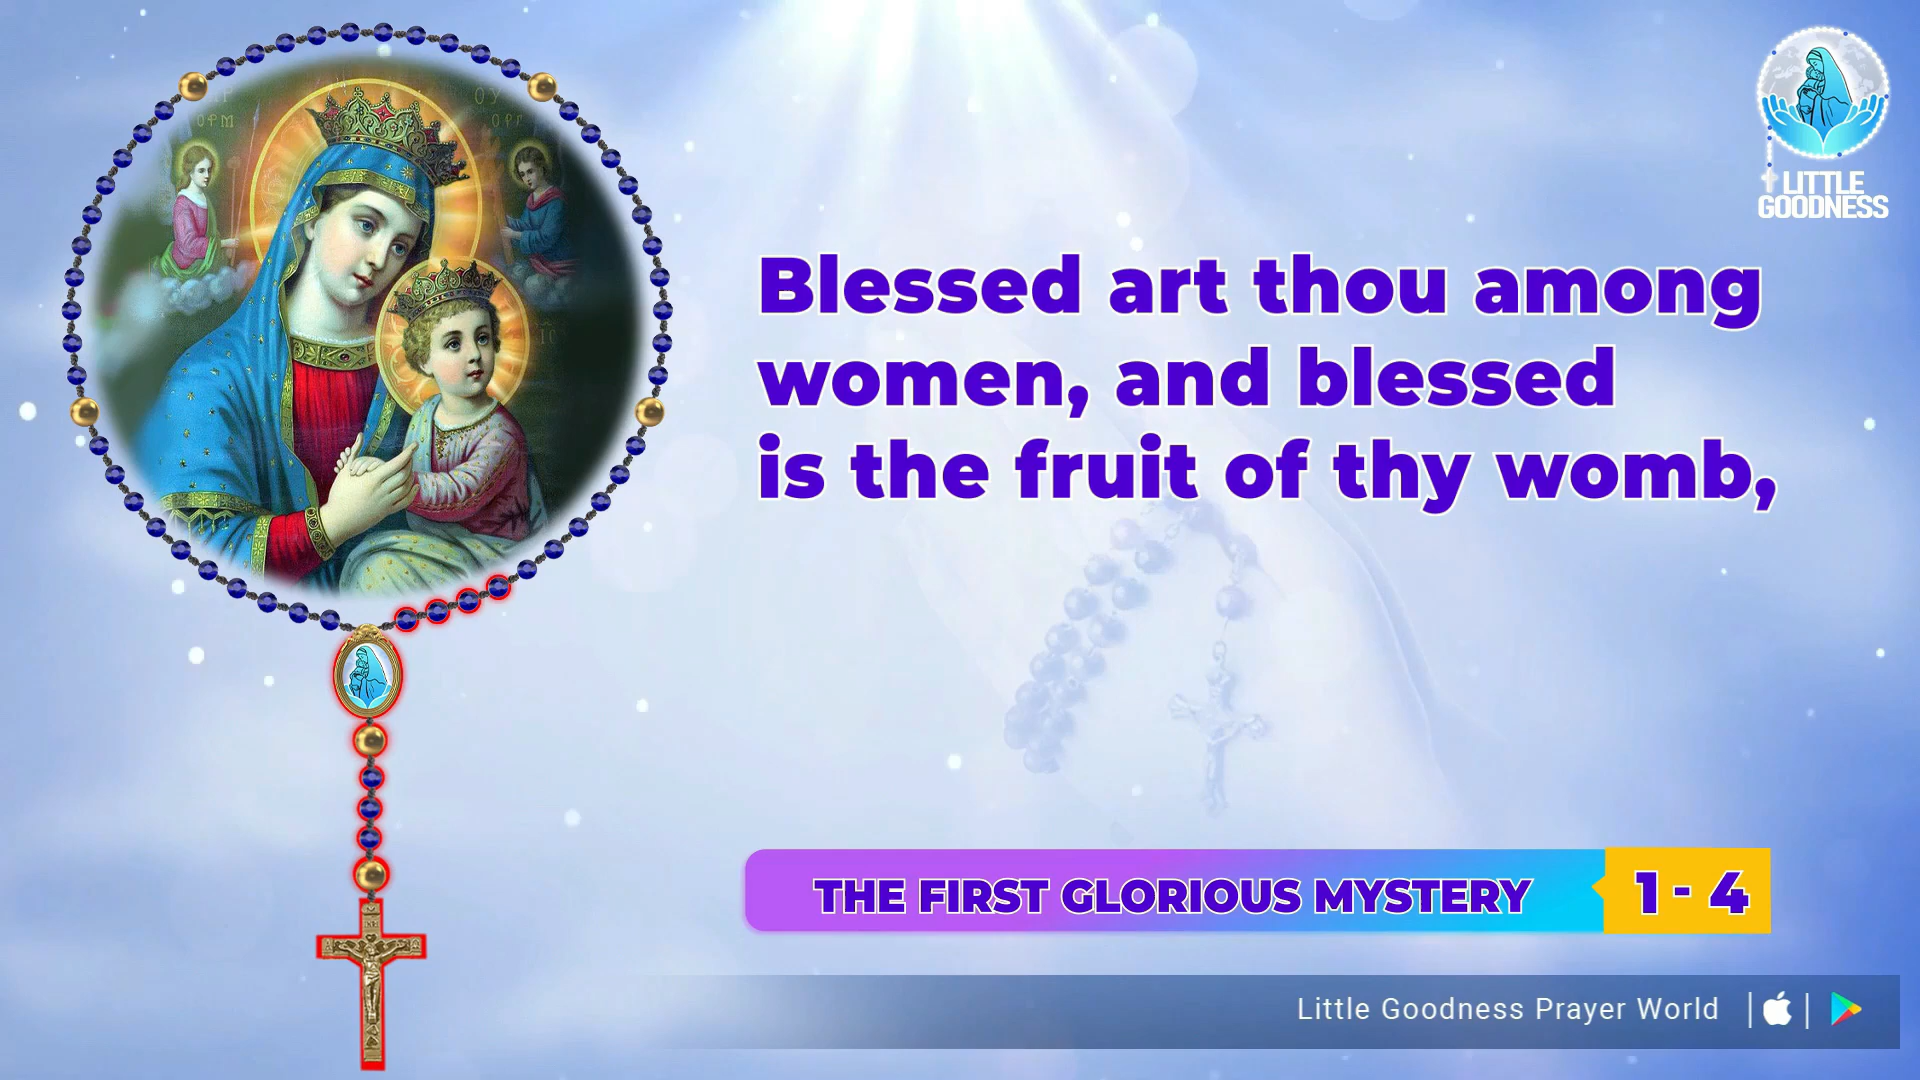 LITTLE
GOODNESS
Blessed art thou among
women, and blessed
is the fruit of thy womb,
THE FIRST GLORIOUS MYSTERY 1 - 4
Little Goodness Prayer World